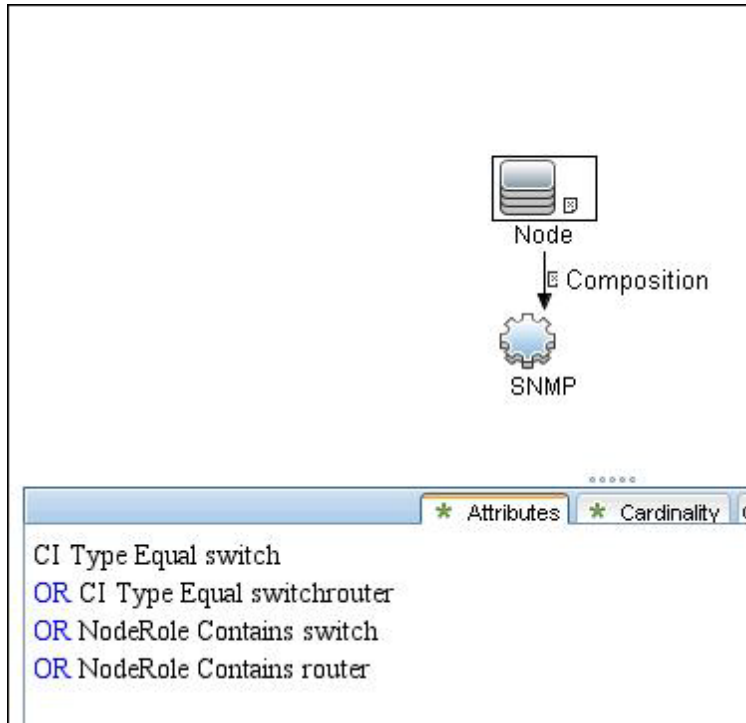 Node
Composition
SNMP
* Attributes * Cardinality
CI Type Equal switch
OR CI Type Equal switchrouter
OR NodeRole Contains switch
OR NodeRole Contains router